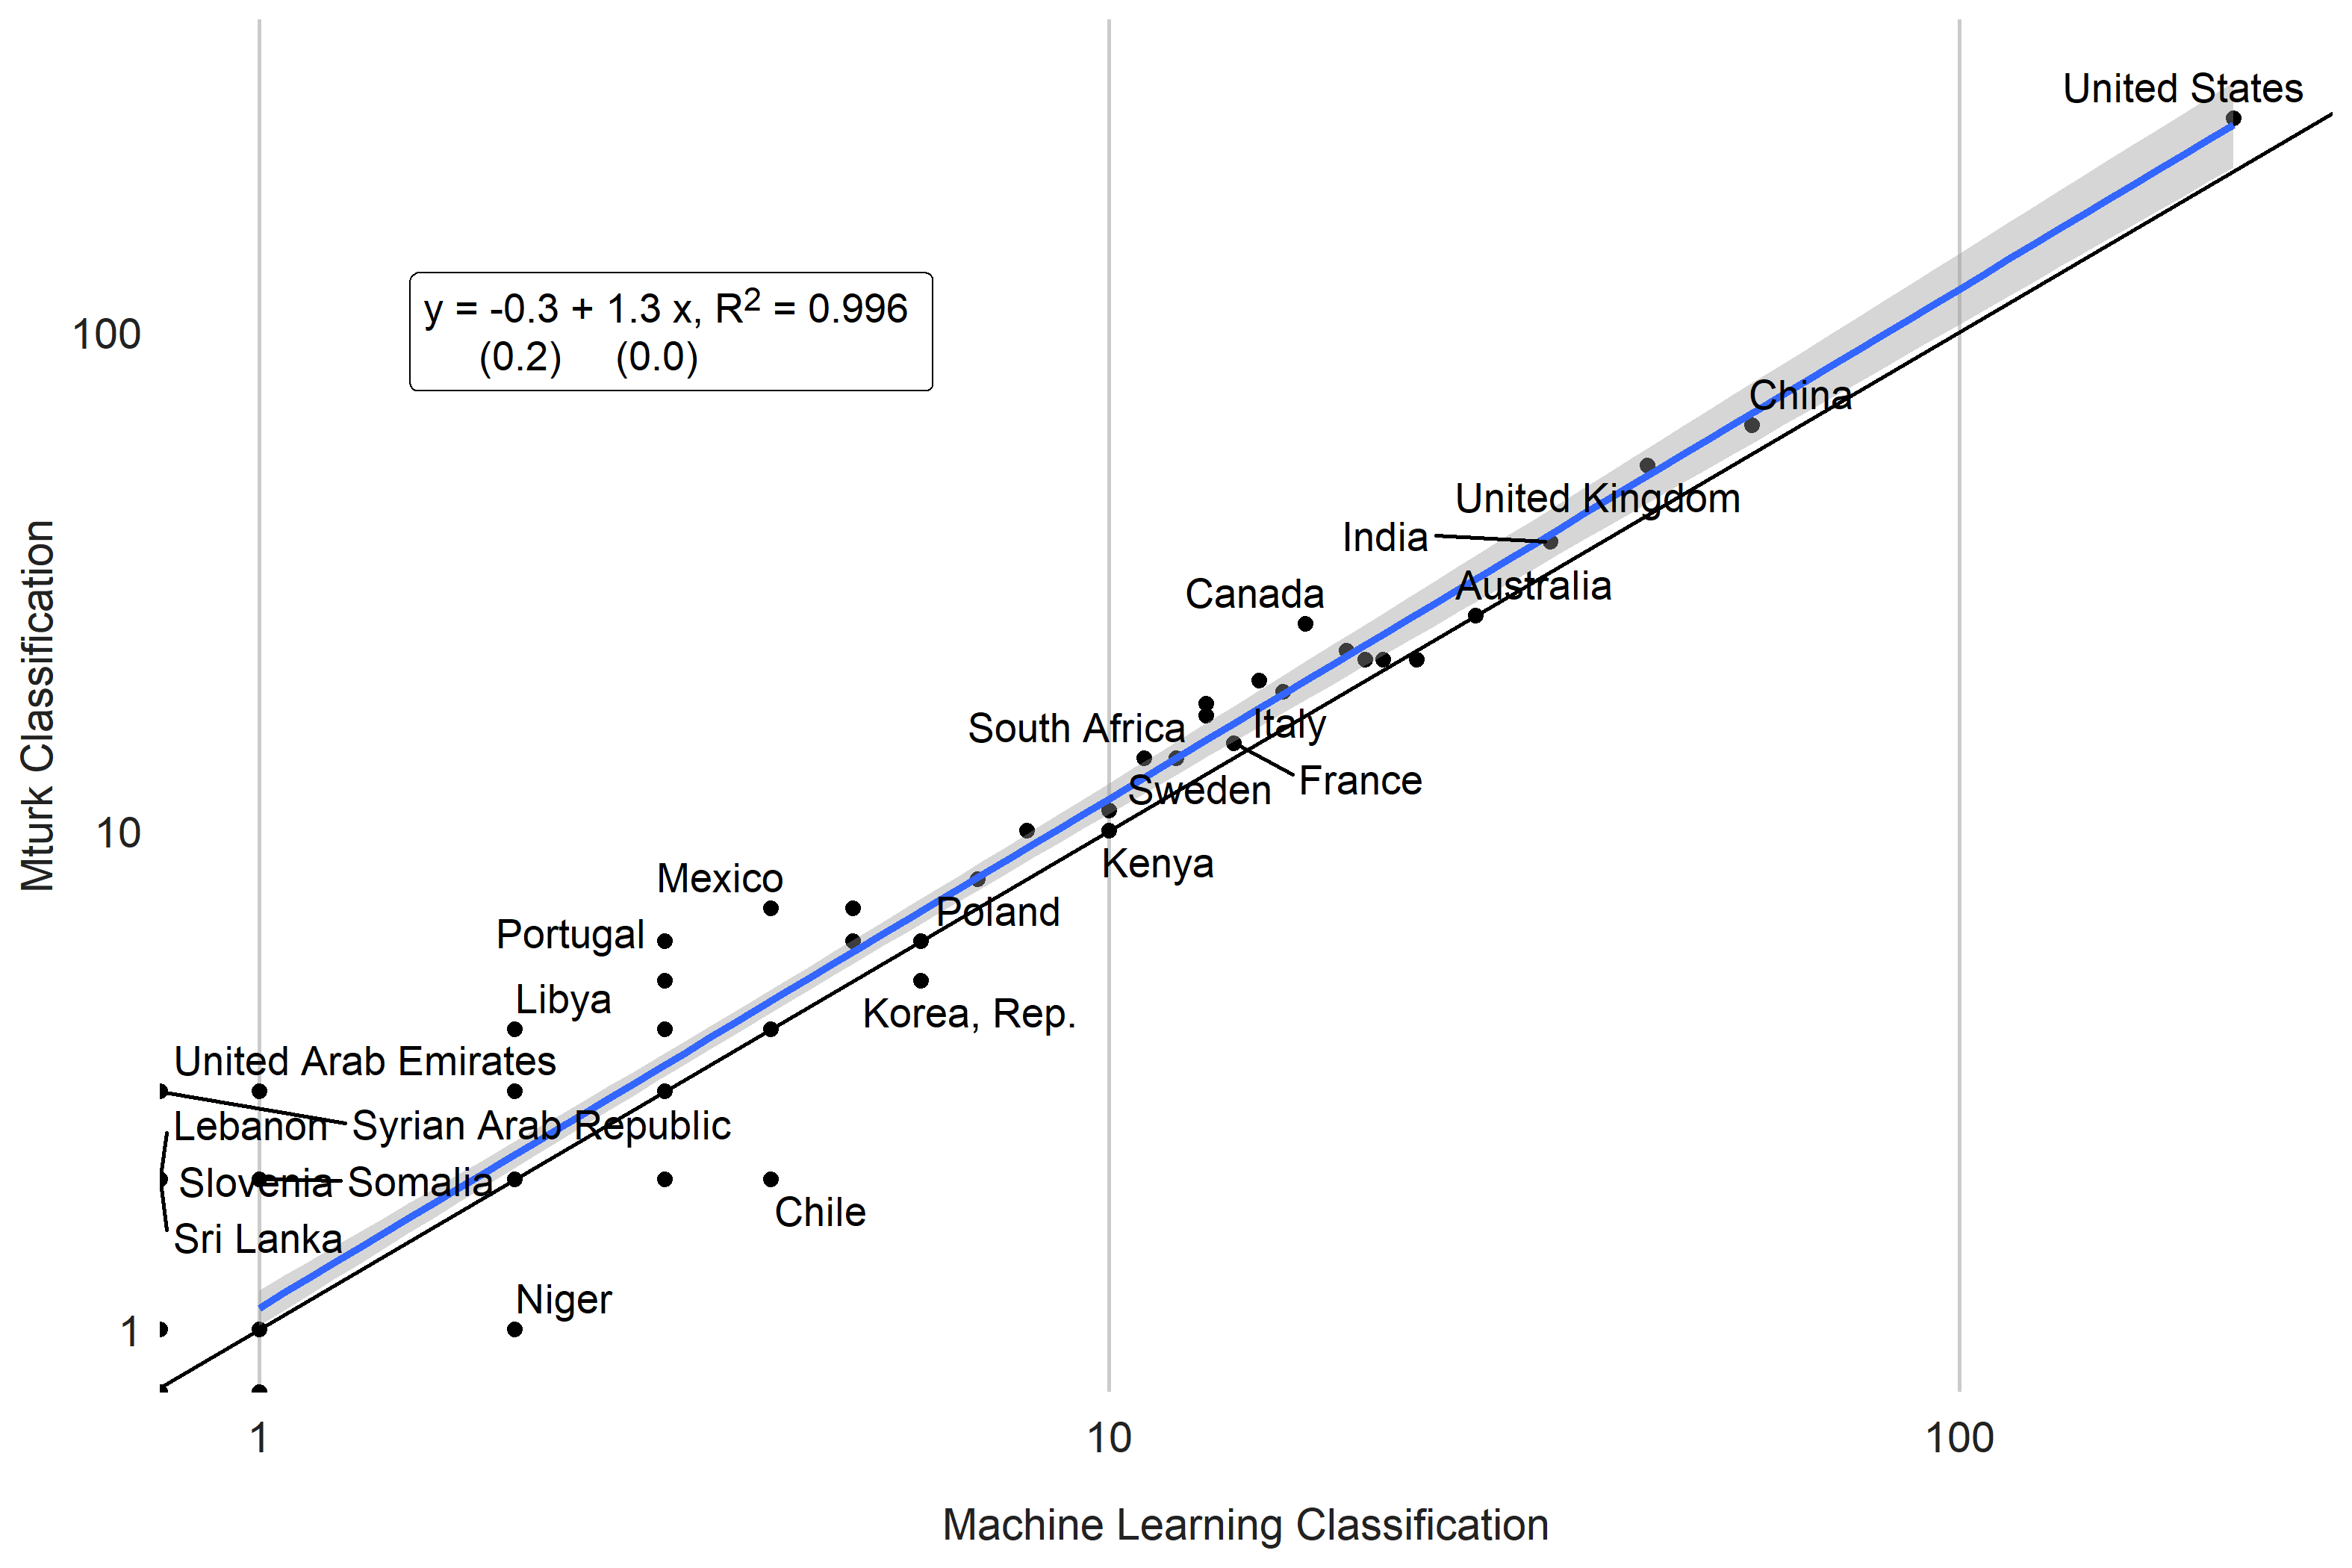 United States
y = -0.3 + 1.3 x, R² = 0.996
(0.2) (0.0)
100
China
United Kingdom
India
Australia
Canada
South Africa
Italy
France
Sweden
10
Kenya
Mexico
Poland
Portugal
Libya
Korea, Rep.
United Arab Emirates
Lebanon
Syrian Arab Republic
Slovenia
Somalia
Chile
Sri Lanka
Niger
1
Mturk Classification
1 10 100
Machine Learning Classification